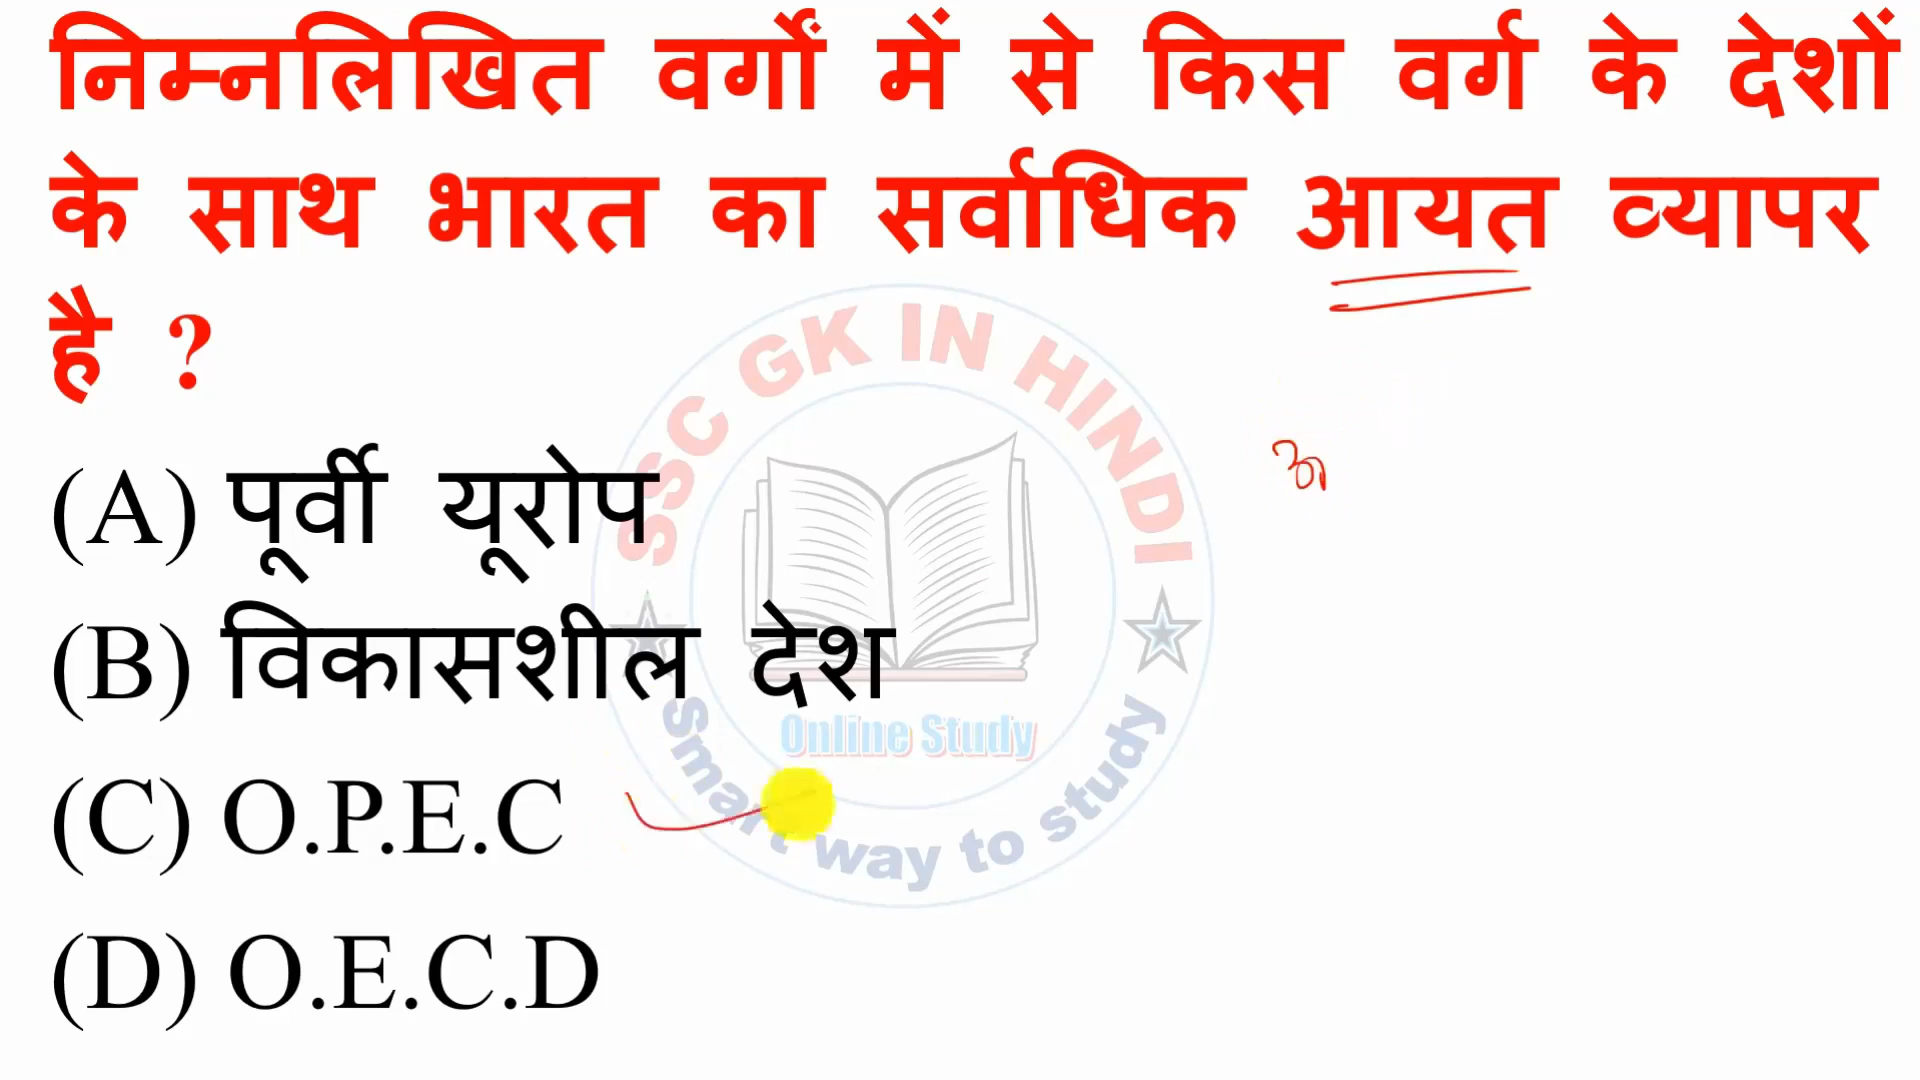 निम्नलिखित वर्गों में से किस वर्ग के देशों
के साथ भारत का सर्वाधिक आयत व्यापर
है ?
(A) पूर्वी यूरोप
(B) विकासशील देश
(C) O.P.E.C
(D) O.E.C.D
SSC GK IN HINDI
Online Study
Smart way to study